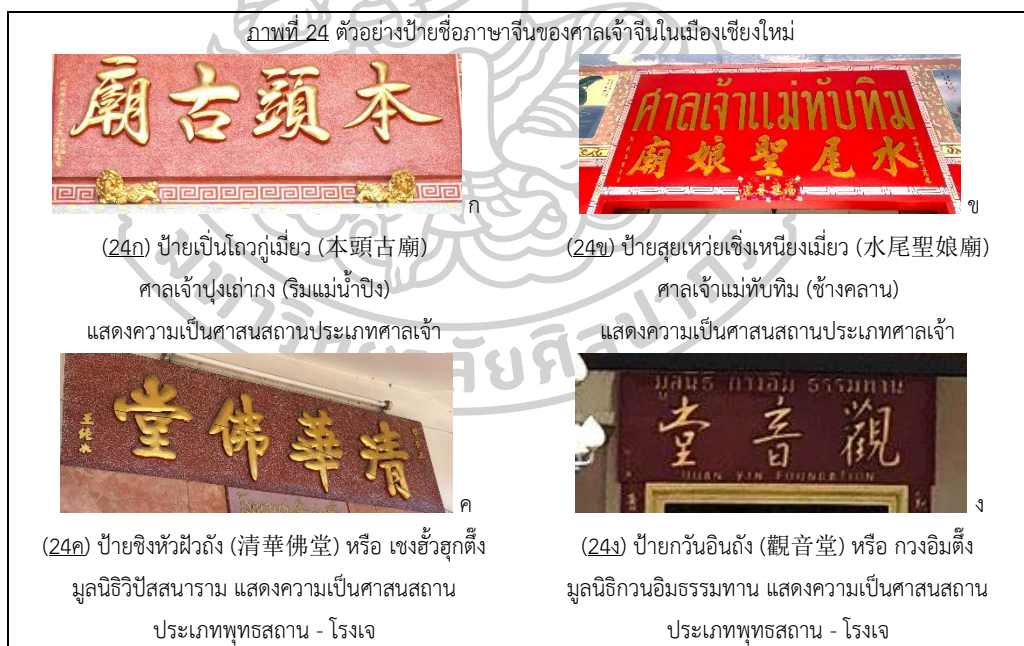 ภาพที่ 24 ตัวอย่างป้ายชื่อภาษาจีนของศาลเจ้าจีนในเมืองเชียงใหม่
廟古頭本
ก
ศาลเจ้าแม่ทับทิม
廟娘聖尾水
ข
(24ก) ป้ายเปิ่นโถวกู่เมี่ยว (本頭古廟)
ศาลเจ้าปุงเถ่ากง (ริมแม่น้ำปิง)
แสดงความเป็นศาสนสถานประเภทศาลเจ้า
(24ข) ป้ายสุยเหว่ยเชิ่งเหนียงเมี่ยว (水尾聖娘廟)
ศาลเจ้าแม่ทับทิม (ช้างคลาน)
แสดงความเป็นศาสนสถานประเภทศาลเจ้า
堂佛華清
ค
มูลนิธิ กวงอิม ธรรมทาน
堂音觀
GUAN YIN FOUNDATION
ง
(24ค) ป้ายชิงหัวฝัวถัง (清華佛堂) หรือ เชงฮั้วฮุกตึ๊ง
มูลนิธิวิปัสสนาราม แสดงความเป็นศาสนสถาน
ประเภทพุทธสถาน - โรงเจ
(24ง) ป้ายกวันอินถัง (觀音堂) หรือ กวงอิมตึ๊ง
มูลนิธิกวนอิมธรรมทาน แสดงความเป็นศาสนสถาน
ประเภทพุทธสถาน - โรงเจ